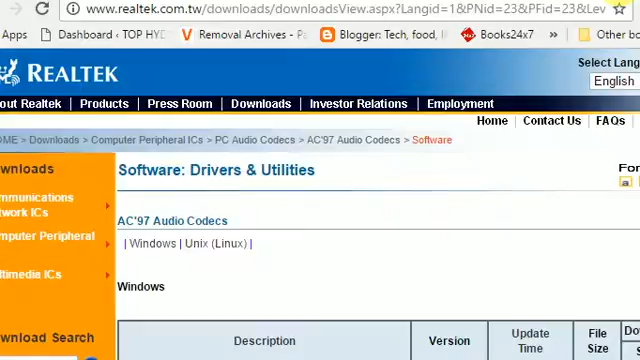 www.realtek.com.tw/downloads/downloadsView.aspx?Langid=1&PNid=23&PFid=23&Lev
Apps Dashboard ‹ TOP HY Removal Archives - P Blogger: Tech, food, l Books24x7 » Other bo
REALTEK
Select Lang
English
out Realtek | Products | Press Room | Downloads | Investor Relations | Employment
Home | Contact Us | FAQs |
OME > Downloads > Computer Peripheral ICs > PC Audio Codecs > AC'97 Audio Codecs > Software
wnloads
Software: Drivers & Utilities
For
mmunications
twork ICs
mputer Peripheral
ltimedia ICs
wnload Search
AC'97 Audio Codecs
| Windows | Unix (Linux) |
Windows
Description
Version
Update
Time
File
Size
Do
S